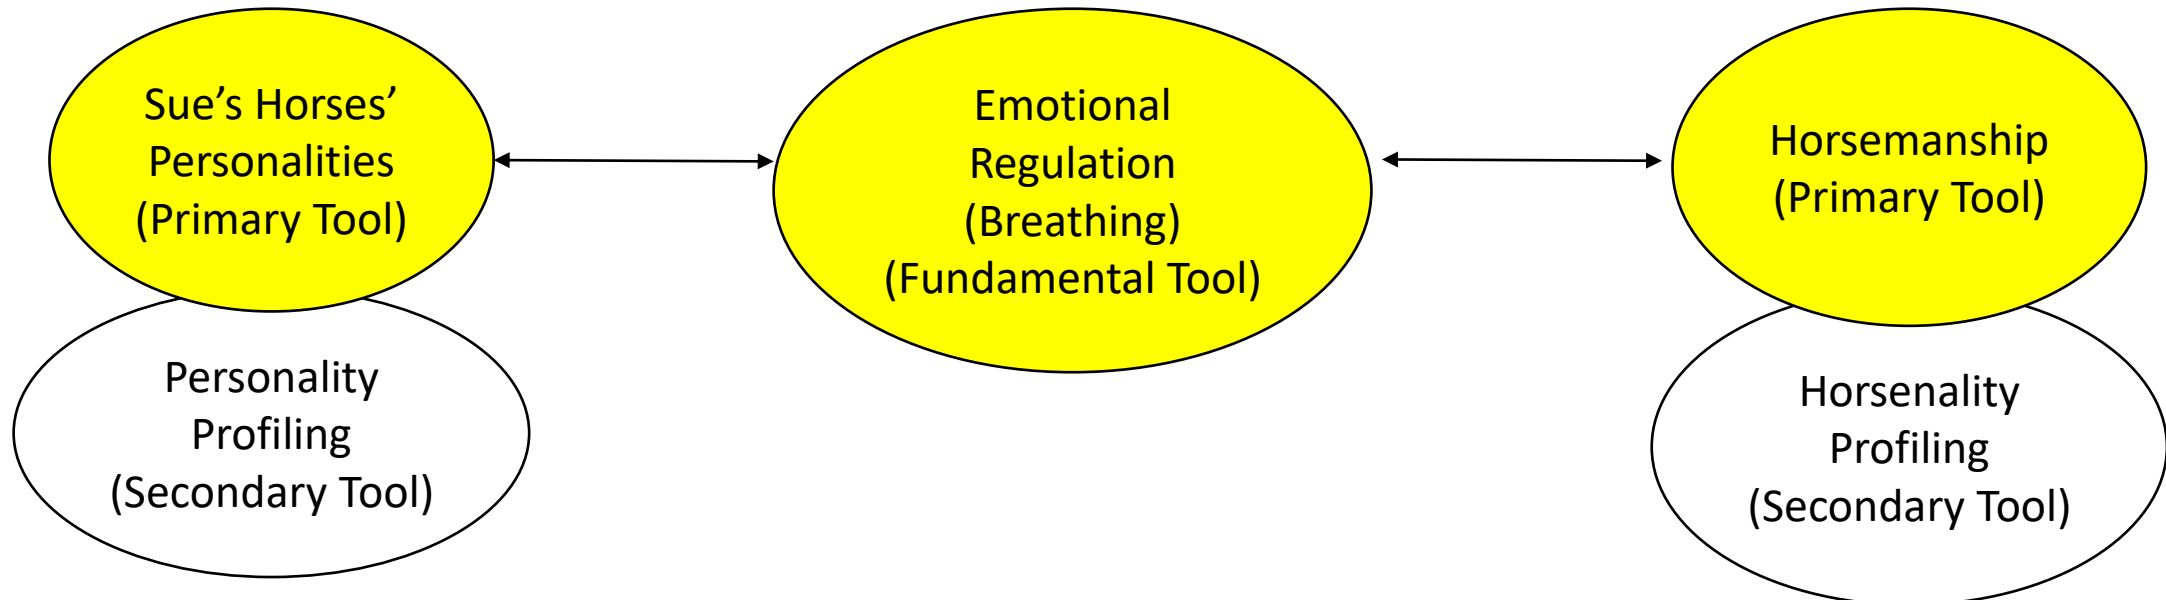 Sue’s Horses’
Personalities
(Primary Tool)
Personality
Profiling
(Secondary Tool)
Emotional
Regulation
(Breathing)
(Fundamental Tool)
Horsemanship
(Primary Tool)
Horsenality
Profiling
(Secondary Tool)